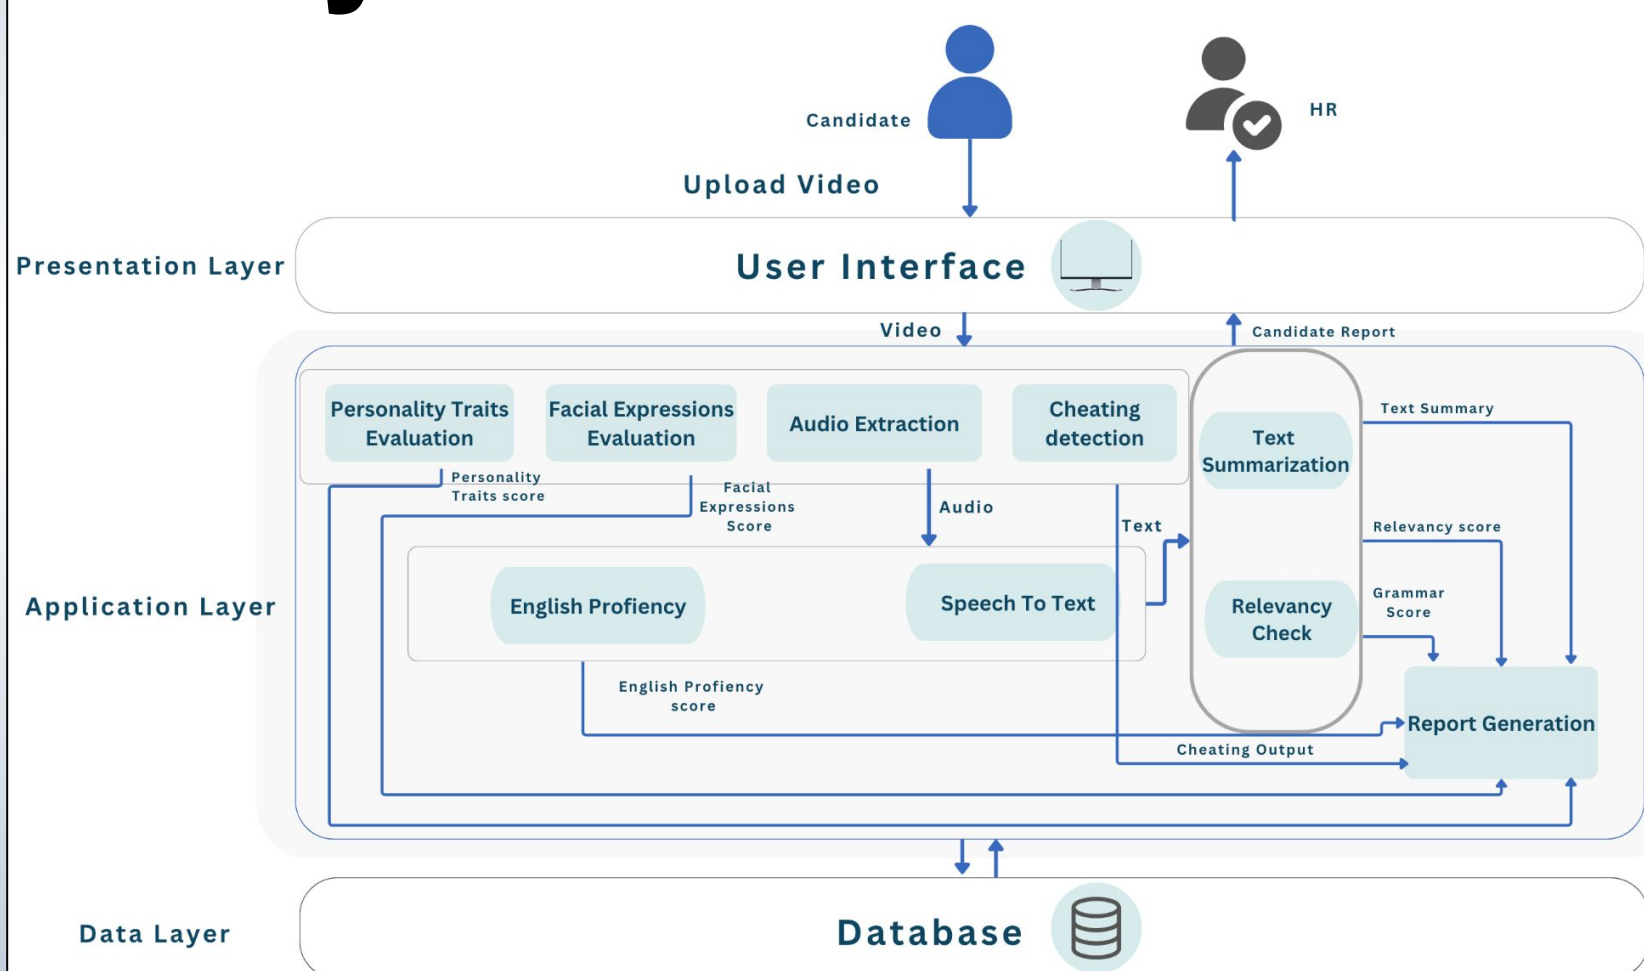 Candidate
HR
Upload Video
Presentation Layer
User Interface
Video
Candidate Report
Personality Traits
Evaluation
Facial Expressions
Evaluation
Audio Extraction
Cheating
detection
Text Summary
Text
Summarization
Personality
Traits score
Facial
Expressions
Score
Audio
Text
Relevancy score
Application Layer
English Profiency
Speech To Text
Relevancy
Check
Grammar
Score
English Profiency
score
Report Generation
Cheating Output
Data Layer
Database